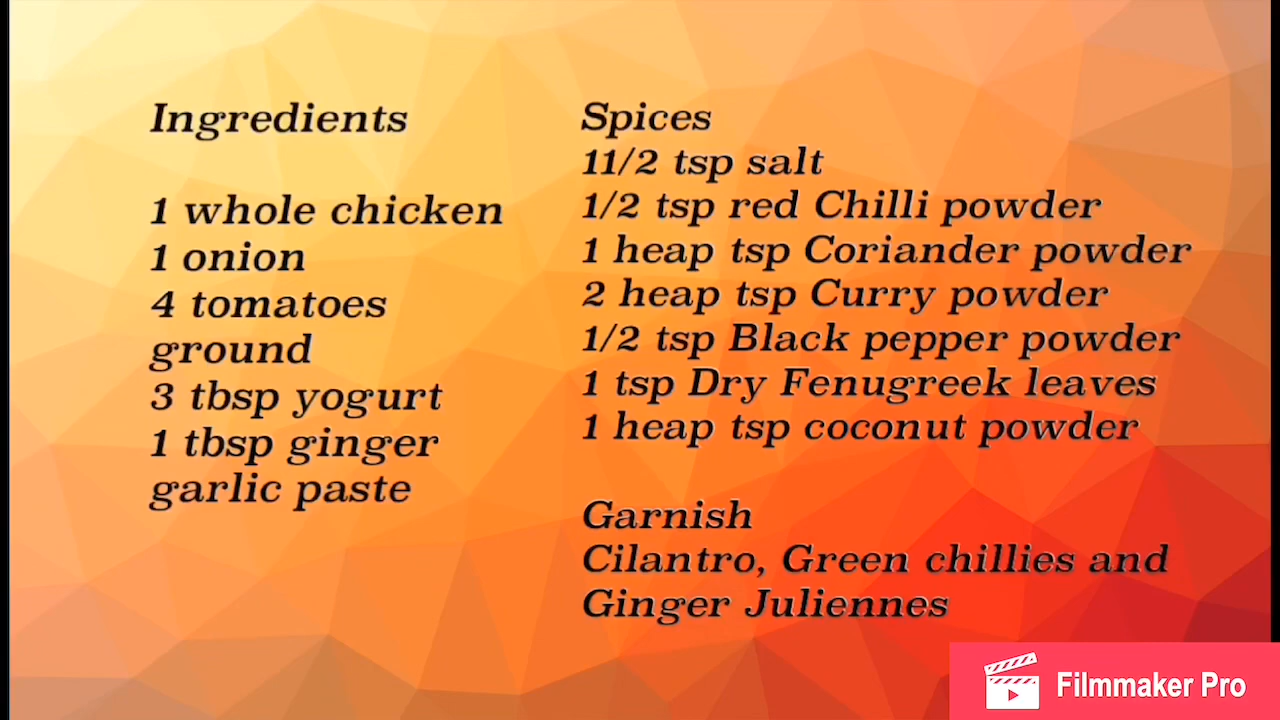 Ingredients
1 whole chicken
1 onion
4 tomatoes
ground
3 tbsp yogurt
1 tbsp ginger
garlic paste
Spices
11/2 tsp salt
1/2 tsp red Chilli powder
1 heap tsp Coriander powder
2 heap tsp Curry powder
1/2 tsp Black pepper powder
1 tsp Dry Fenugreek leaves
1 heap tsp coconut powder
Garnish
Cilantro, Green chillies and
Ginger Juliennes
Filmmaker Pro